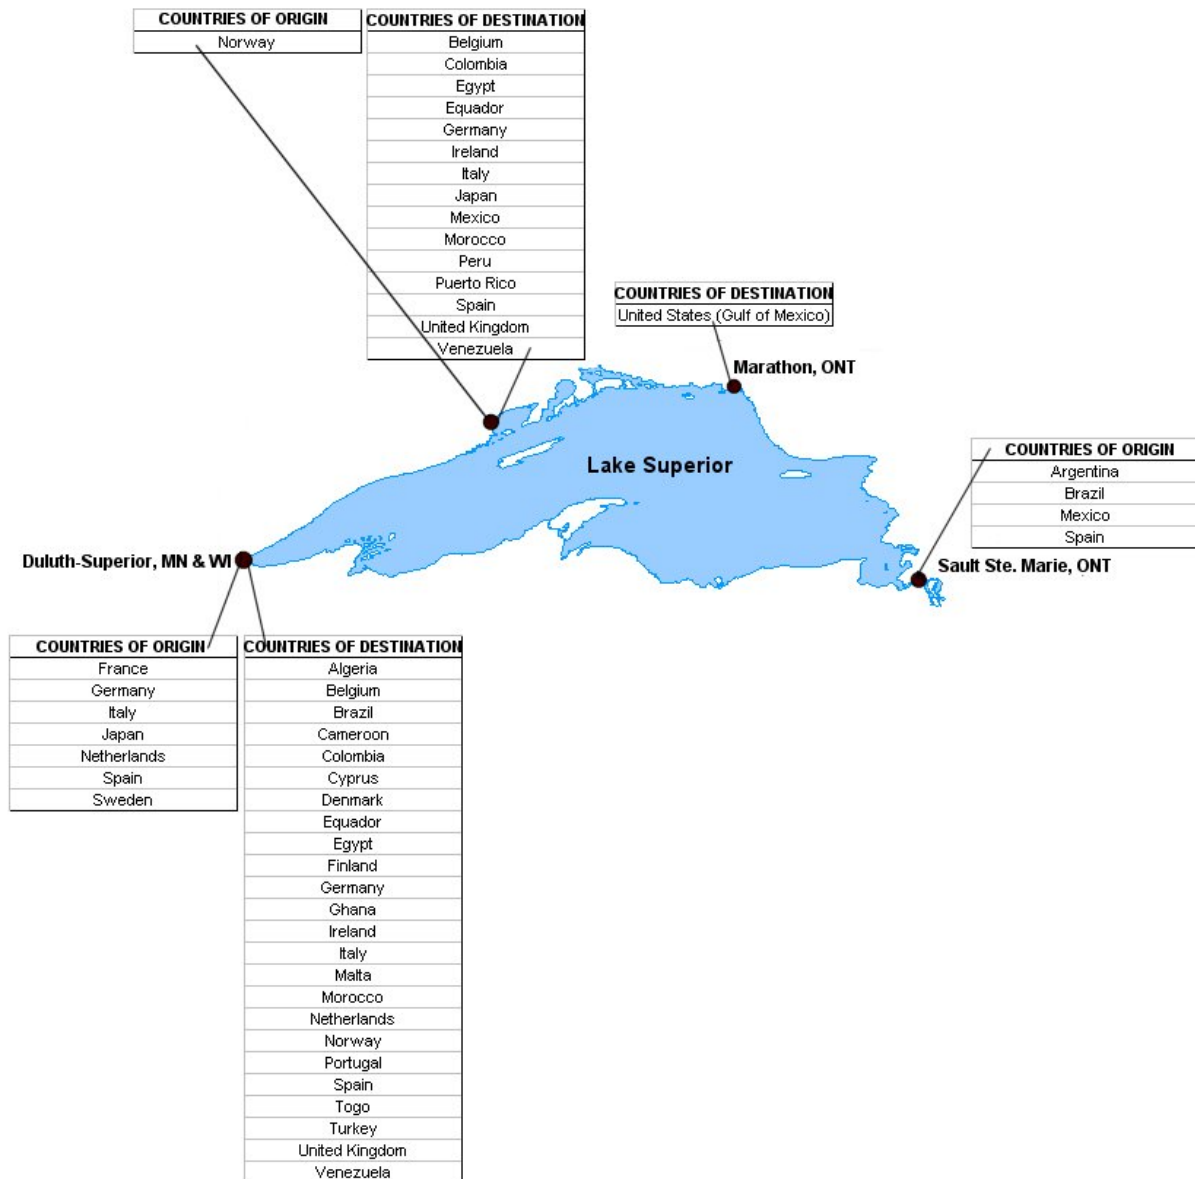 COUNTRIES OF ORIGIN
Norway
COUNTRIES OF DESTINATION
Belgium
Colombia
Egypt
Equador
Germany
Ireland
Italy
Japan
Mexico
Morocco
Peru
Puerto Rico
Spain
United Kingdom
Venezuela
COUNTRIES OF DESTINATION
United States (Gulf of Mexico)
Marathon, ONT
Lake Superior
COUNTRIES OF ORIGIN
Argentina
Brazil
Mexico
Spain
Sault Ste. Marie, ONT
Duluth-Superior, MN & WI
COUNTRIES OF ORIGIN
France
Germany
Italy
Japan
Netherlands
Spain
Sweden
COUNTRIES OF DESTINATION
Algeria
Belgium
Brazil
Cameroon
Colombia
Cyprus
Denmark
Equador
Egypt
Finland
Germany
Ghana
Ireland
Italy
Malta
Morocco
Netherlands
Norway
Portugal
Spain
Togo
Turkey
United Kingdom
Venezuela